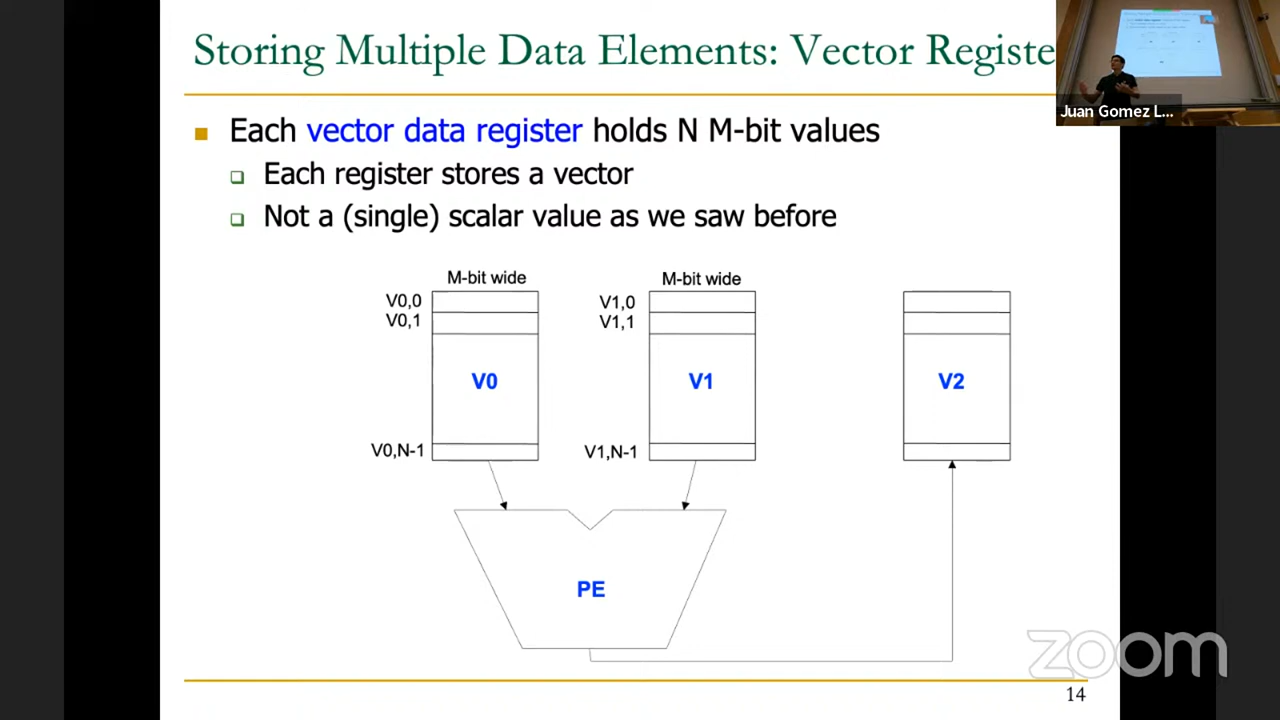 Storing Multiple Data Elements: Vector Registe
Juan Gomez L...
Each vector data register holds N M-bit values
Each register stores a vector
Not a (single) scalar value as we saw before
M-bit wide
M-bit wide
V0,0
V0,1
V1,0
V1,1
V0
V1
V2
V0,N-1
V1,N-1
PE
zoom
14